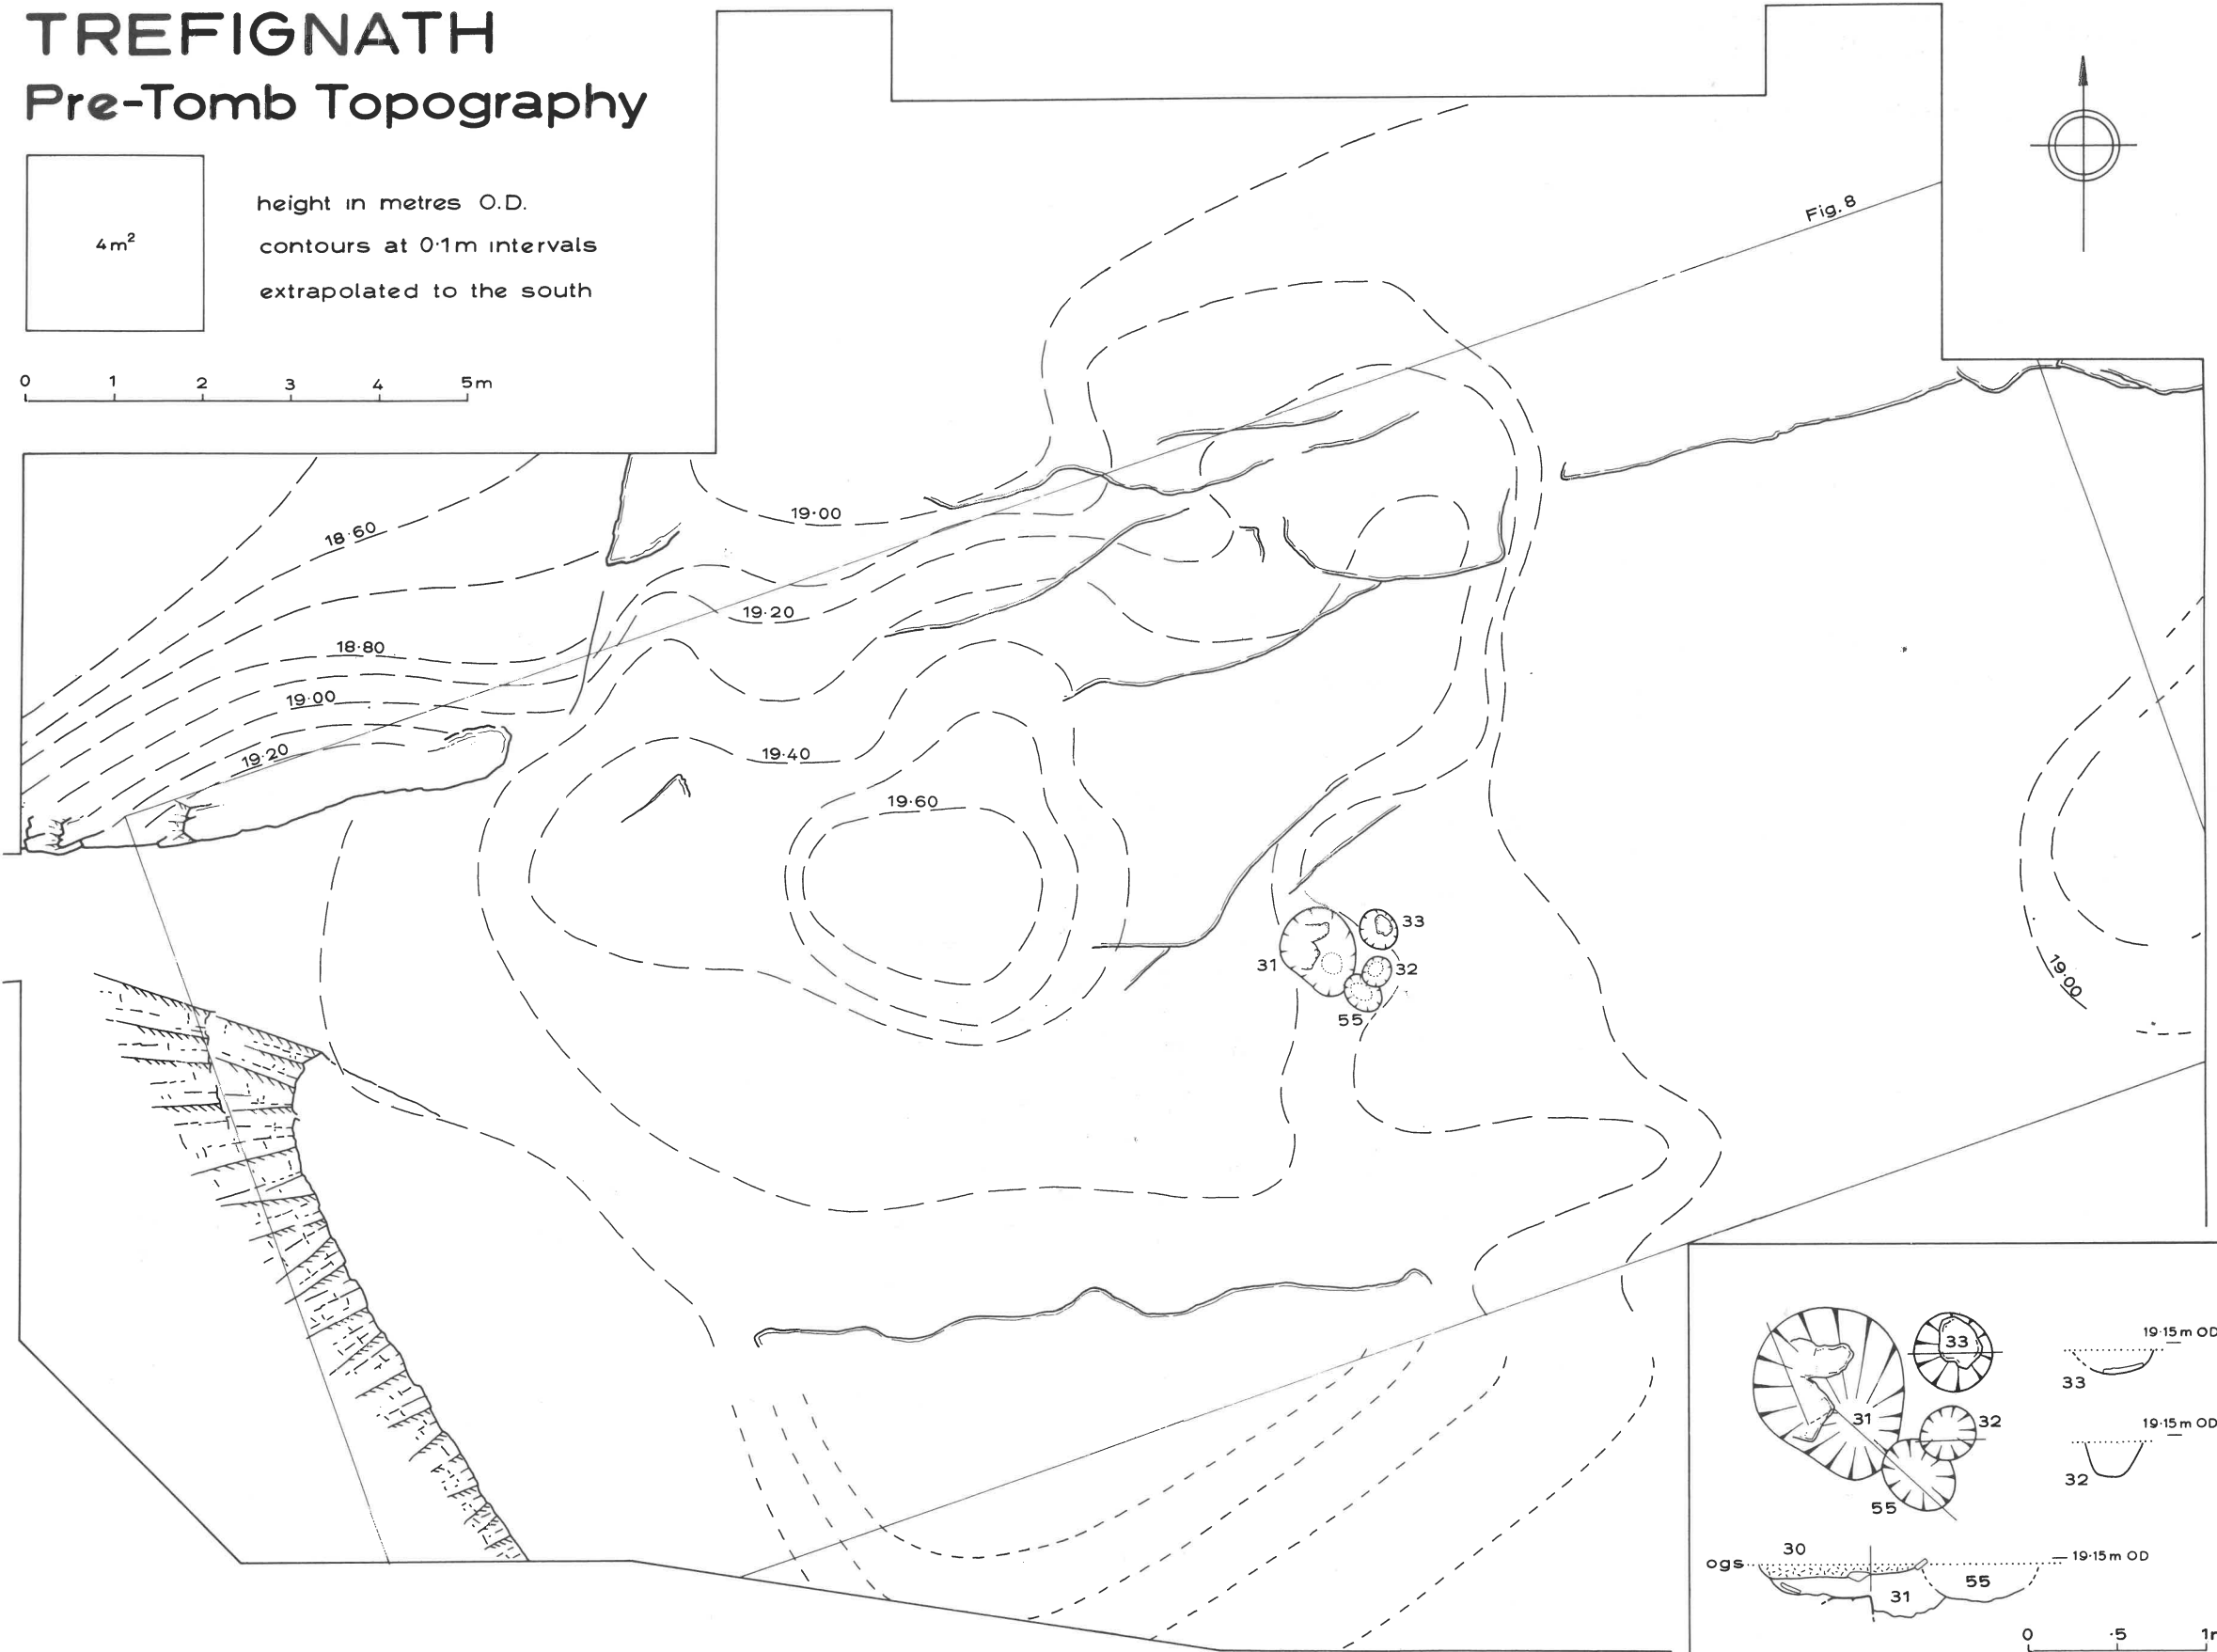 TREFIGNATH
Pre-Tomb Topography
4m²
height in metres O.D.
contours at 0·1m intervals
extrapolated to the south
0 1 2 3 4 5m
Fig. 8
18·60
19·00
19·20
18·80
19·00
19·20
19·40
19·60
33
31
32
55
19·00
33
19·15m OD
33
31
32
19·15m OD
32
55
30
ogs
19·15m OD
55
31
0 ·5 1m